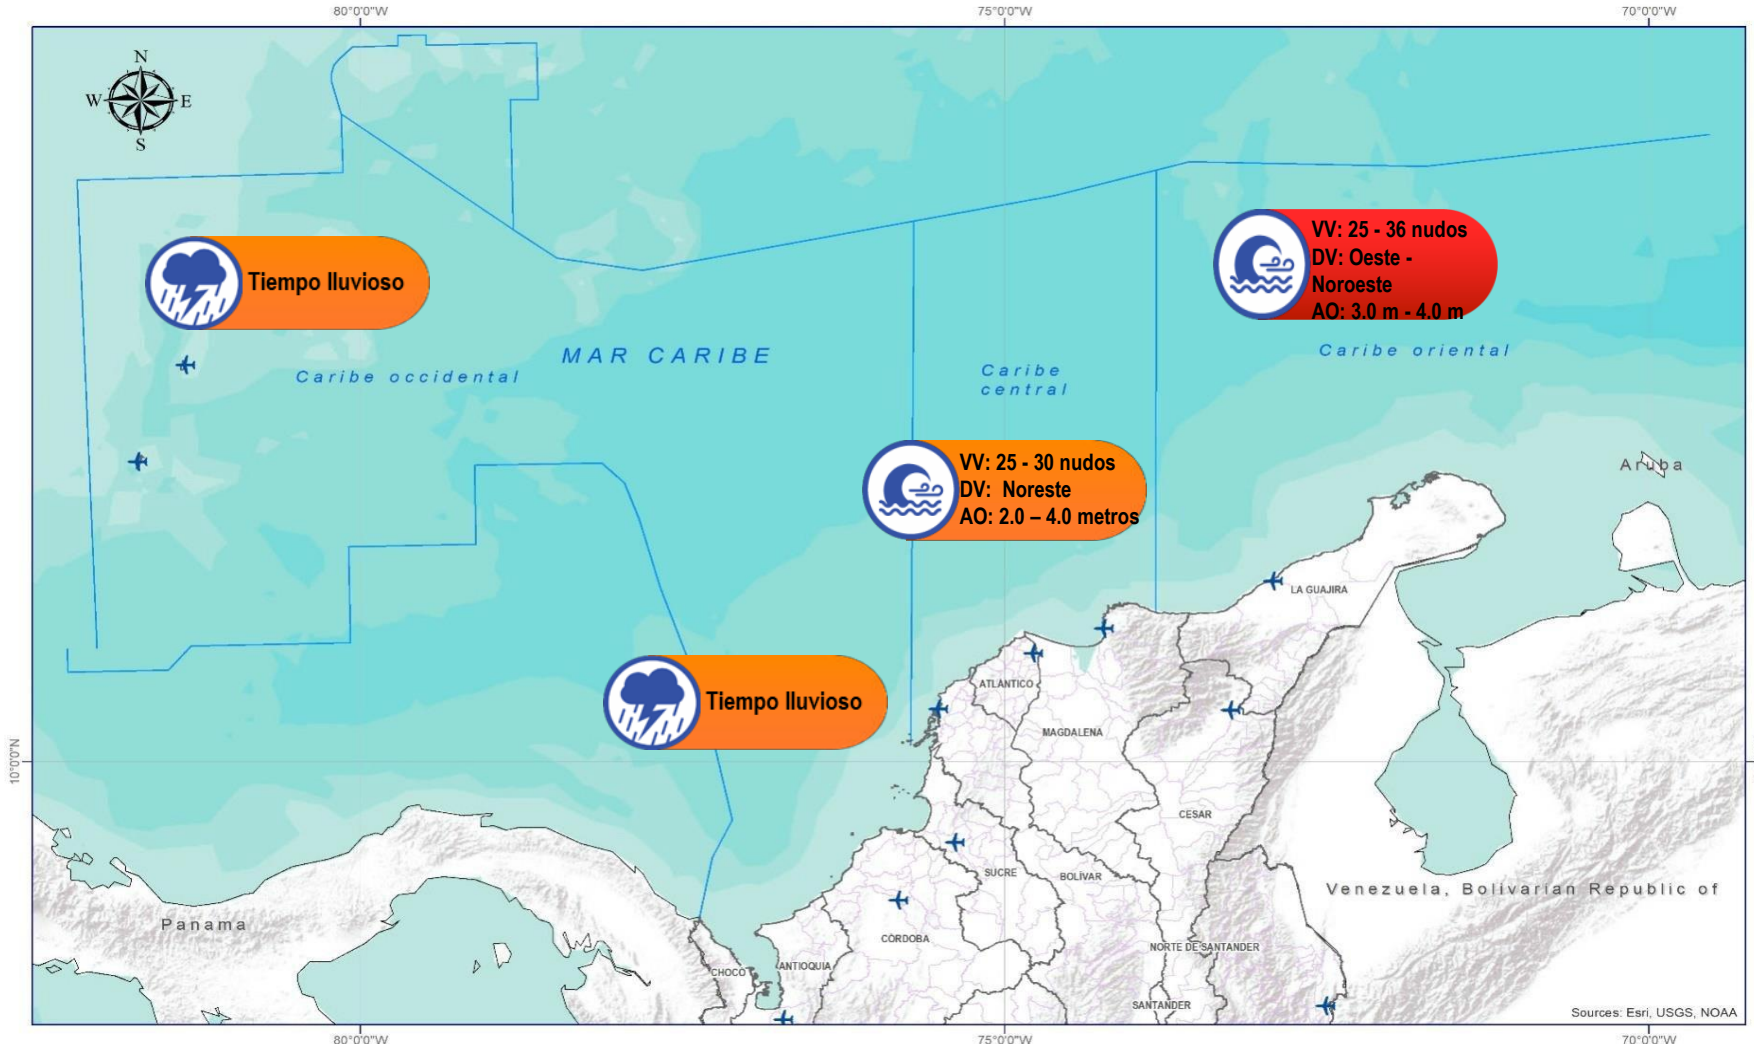 80°0'0"W
75°0'0"W
70°0'0"W
N
W
E
S
VV: 25 - 36 nudos
DV: Oeste -
Noroeste
AO: 3.0 m - 4.0 m
Tiempo lluvioso
MAR CARIBE
Caribe oriental
Caribe occidental
Caribe
central
VV: 25 - 30 nudos
DV: Noreste
AO: 2.0 – 4.0 metros
Aruba
LA GUAJIRA
ATLÁNTICO
Tiempo lluvioso
MAGDALENA
10°0'0"N
CESAR
SUCRE
BOLÍVAR
Venezuela, Bolivarian Republic of
Panama
CÓRDOBA
NORTE DE SANTANDER
CHOCÓ
ANTIOQUIA
SANTANDER
Sources: Esri, USGS, NOAA
80°0'0"W
75°0'0"W
70°0'0"W